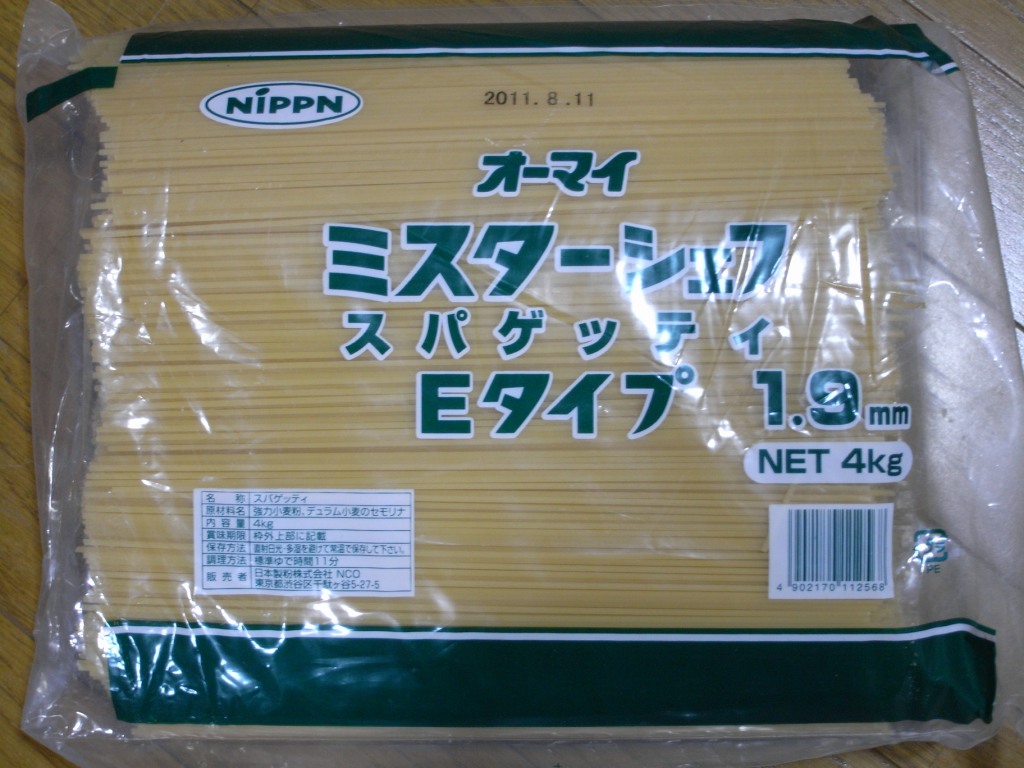 NIPPN
2011.8.11
オーマイ
ミスターシェフ
スパゲッティ
Eタイプ 1.9mm
NET 4kg
名称 スパゲッティ
原材料名 強力小麦粉、デュラム小麦のセモリナ
内容量 4kg
賞味期限 枠外上部に記載
保存方法 直射日光・多湿を避けて常温で保存して下さい。
調理方法 標準ゆで時間11分
販売者 日本製粉株式会社 NCO
東京都渋谷区千駄ヶ谷5-27-5
4 902170 112568
PE